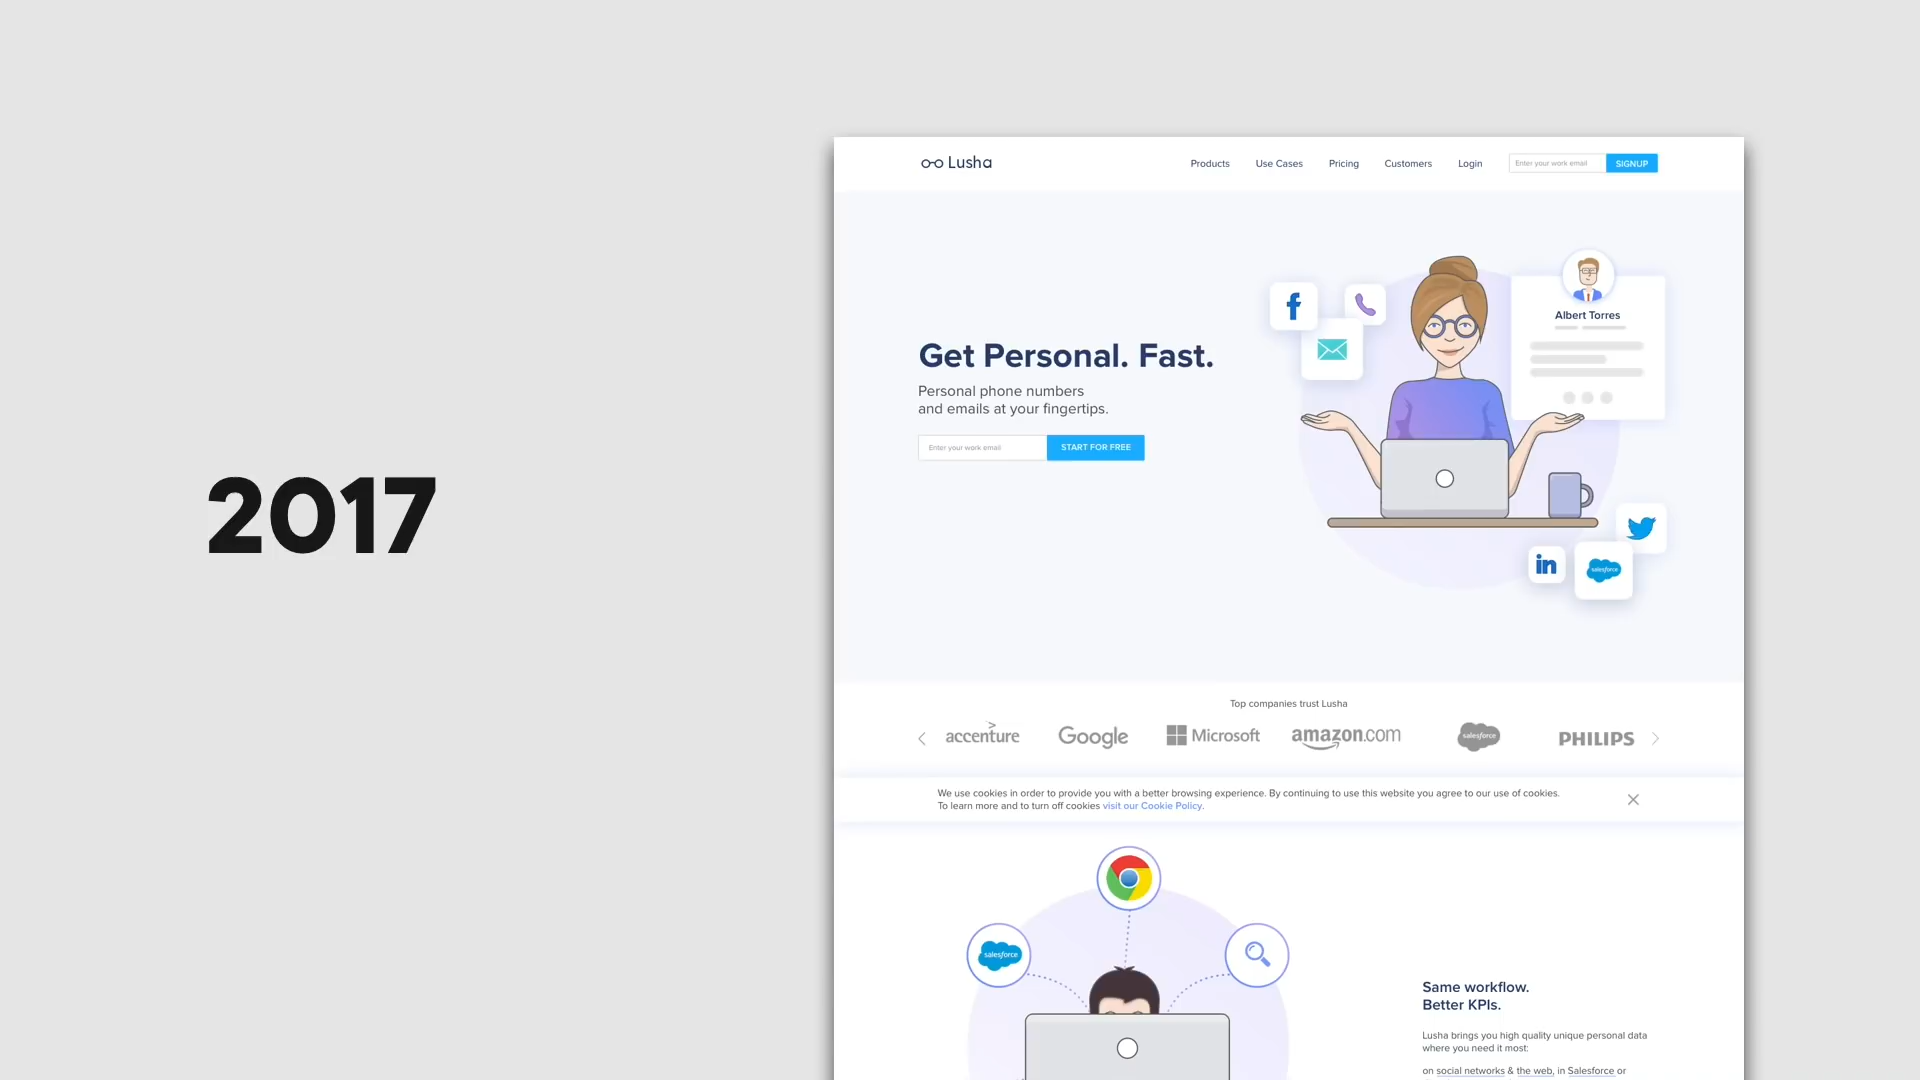 2017
Lusha
Products Use Cases Pricing Customers Login Enter your work email SIGNUP
Albert Torres
Get Personal. Fast.
Personal phone numbers
and emails at your fingertips.
Enter your work email START FOR FREE
in
salesforce
Top companies trust Lusha
accenture Google Microsoft amazon.com salesforce PHILIPS
We use cookies in order to provide you with a better browsing experience. By continuing to use this website you agree to our use of cookies.
To learn more and to turn off cookies visit our Cookie Policy.
salesforce
Same workflow.
Better KPIs.
Lusha brings you high quality unique personal data
where you need it most:
on social networks & the web, in Salesforce or